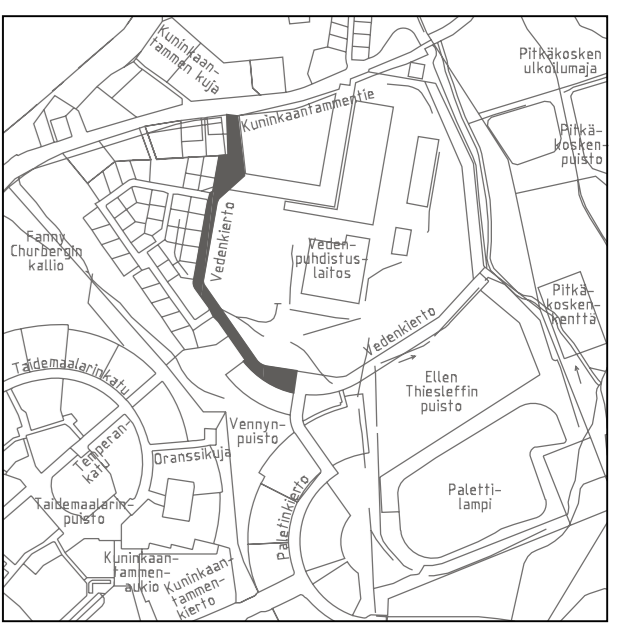 Kuninkaan-
tammen kuja
Pitkäkosken
ulkoilumaja
Kuninkaantammentie
Pitkä-
kosken-
puisto
Fanny
Churbergin
kallio
Vedenkierto
Veden-
puhdistus-
laitos
Pitkä-
kosken-
kenttä
Vedenkierto
Taidemaalarinkatu
Ellen
Thiesleffin
puisto
Vennyn-
puisto
Temperan-
katu
Oranssikuja
Paletinkierto
Paletti-
lampi
Taidemaalarin-
puisto
Kuninkaan-
tammen-
aukio
Kuninkaan-
tammen-
kierto